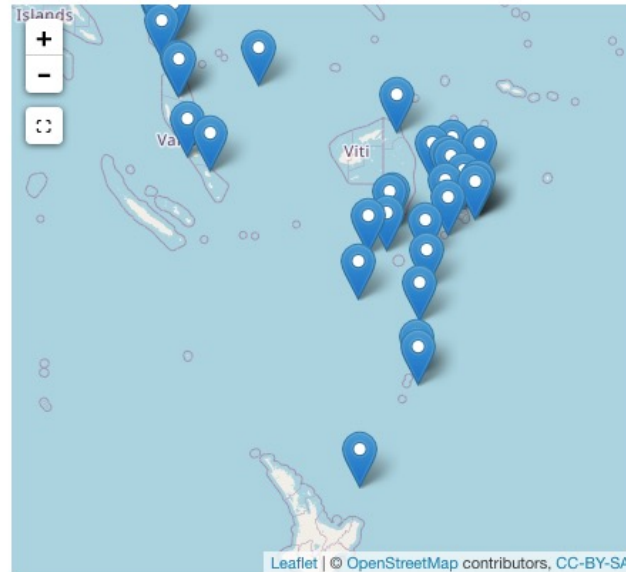 Islands
+
−
Va
Viti
Leaflet | © OpenStreetMap contributors, CC-BY-SA